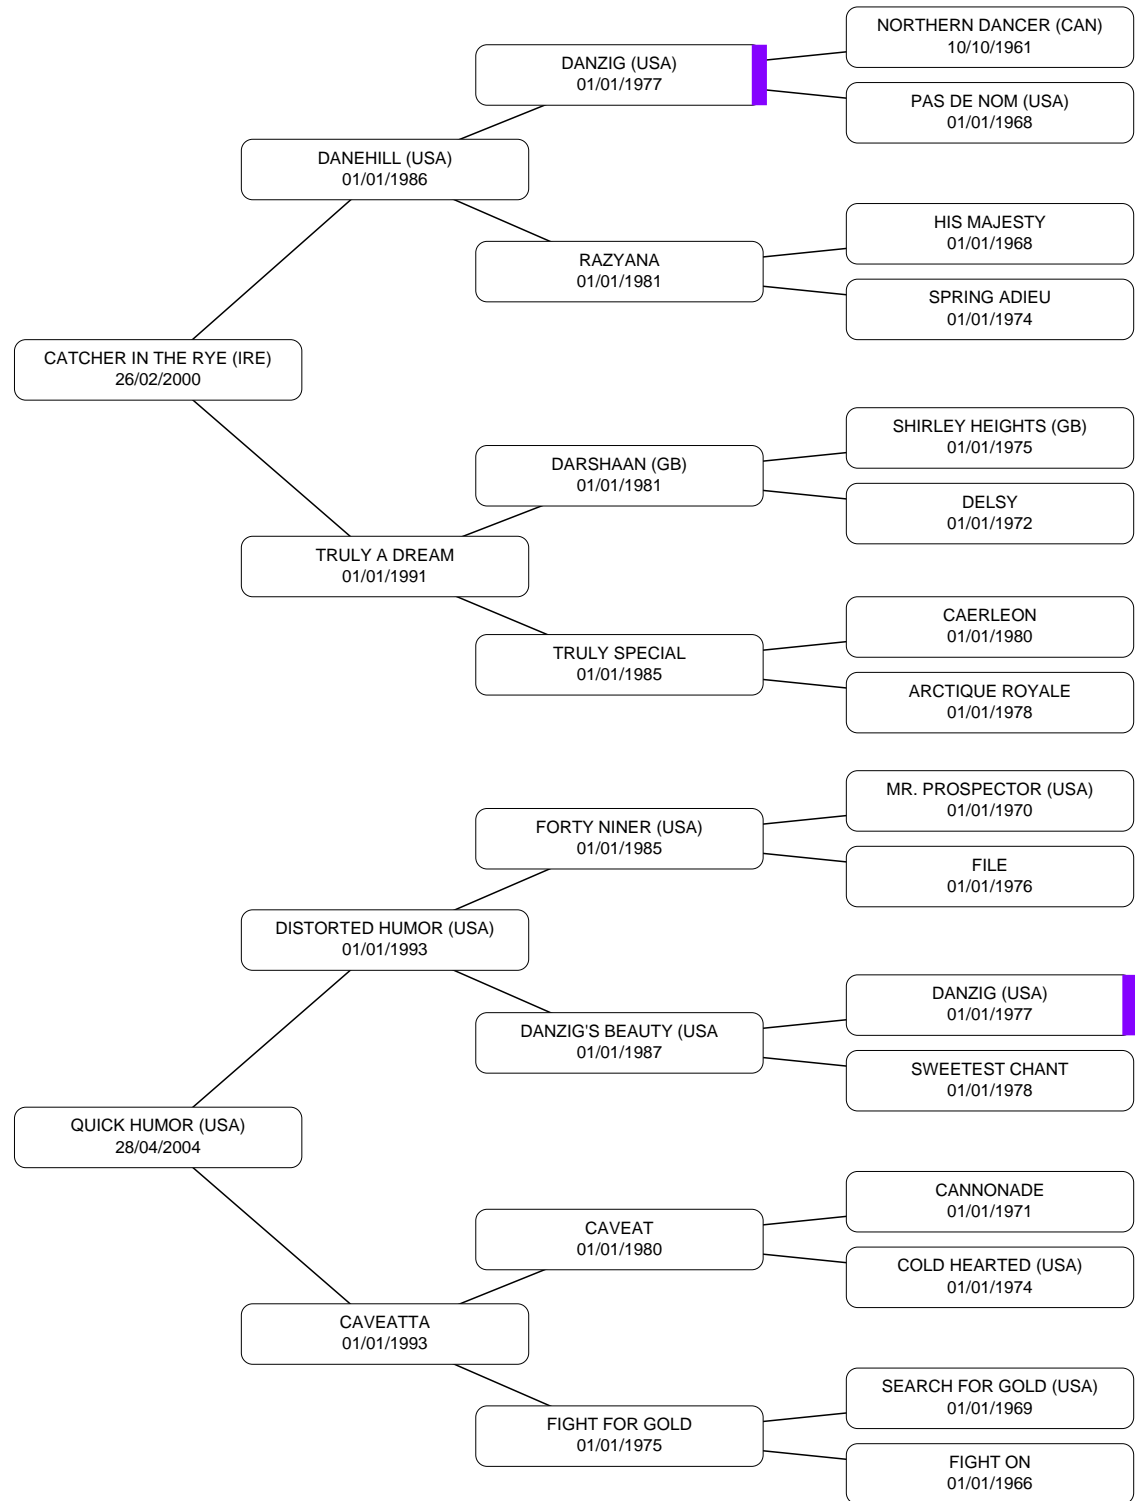 NORTHERN DANCER (CAN)
10/10/1961
DANZIG (USA)
01/01/1977
PAS DE NOM (USA)
01/01/1968
DANEHILL (USA)
01/01/1986
HIS MAJESTY
01/01/1968
RAZYANA
01/01/1981
SPRING ADIEU
01/01/1974
CATCHER IN THE RYE (IRE)
26/02/2000
SHIRLEY HEIGHTS (GB)
01/01/1975
DARSHAAN (GB)
01/01/1981
DELSY
01/01/1972
TRULY A DREAM
01/01/1991
CAERLEON
01/01/1980
TRULY SPECIAL
01/01/1985
ARCTIQUE ROYALE
01/01/1978
MR. PROSPECTOR (USA)
01/01/1970
FORTY NINER (USA)
01/01/1985
FILE
01/01/1976
DISTORTED HUMOR (USA)
01/01/1993
DANZIG (USA)
01/01/1977
DANZIG'S BEAUTY (USA
01/01/1987
SWEETEST CHANT
01/01/1978
QUICK HUMOR (USA)
28/04/2004
CANNONADE
01/01/1971
CAVEAT
01/01/1980
COLD HEARTED (USA)
01/01/1974
CAVEATTA
01/01/1993
SEARCH FOR GOLD (USA)
01/01/1969
FIGHT FOR GOLD
01/01/1975
FIGHT ON
01/01/1966